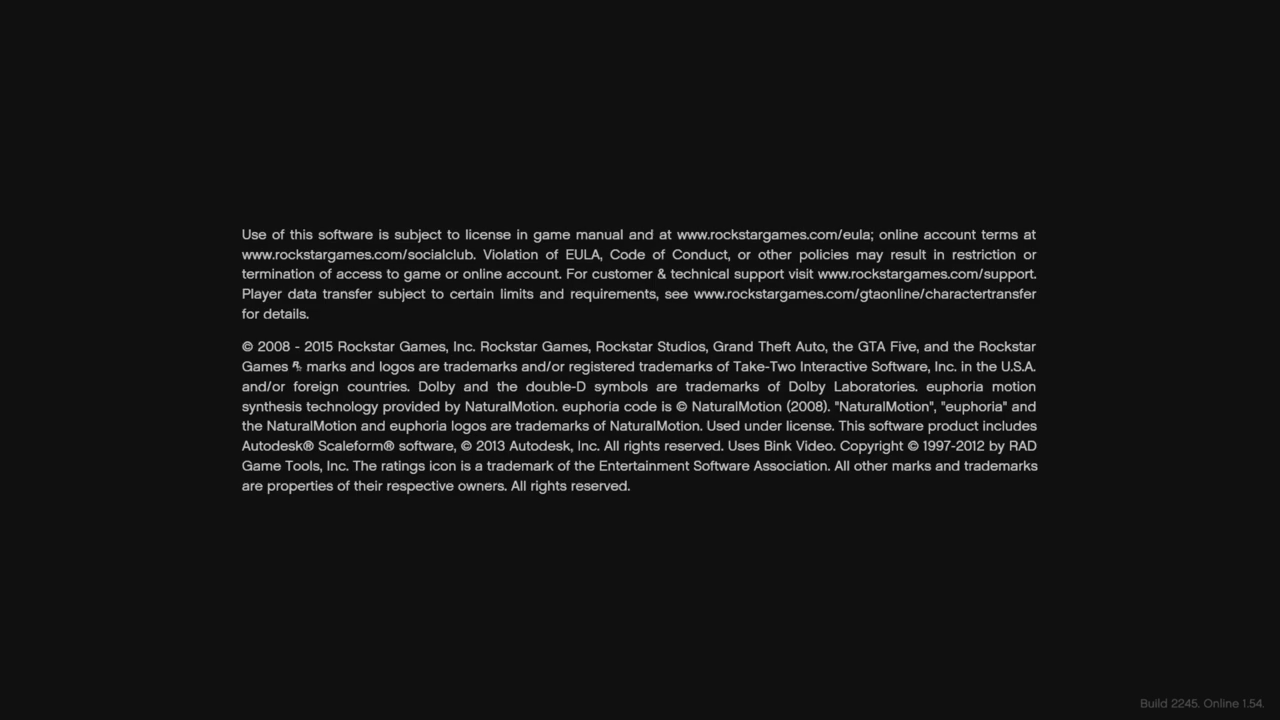 Use of this software is subject to license in game manual and at www.rockstargames.com/eula; online account terms at
www.rockstargames.com/socialclub. Violation of EULA, Code of Conduct, or other policies may result in restriction or
termination of access to game or online account. For customer & technical support visit www.rockstargames.com/support.
Player data transfer subject to certain limits and requirements, see www.rockstargames.com/gtaonline/charactertransfer
for details.
© 2008 - 2015 Rockstar Games, Inc. Rockstar Games, Rockstar Studios, Grand Theft Auto, the GTA Five, and the Rockstar
Games R* marks and logos are trademarks and/or registered trademarks of Take-Two Interactive Software, Inc. in the U.S.A.
and/or foreign countries. Dolby and the double-D symbols are trademarks of Dolby Laboratories. euphoria motion
synthesis technology provided by NaturalMotion. euphoria code is © NaturalMotion (2008). "NaturalMotion", "euphoria" and
the NaturalMotion and euphoria logos are trademarks of NaturalMotion. Used under license. This software product includes
Autodesk® Scaleform® software, © 2013 Autodesk, Inc. All rights reserved. Uses Bink Video. Copyright © 1997-2012 by RAD
Game Tools, Inc. The ratings icon is a trademark of the Entertainment Software Association. All other marks and trademarks
are properties of their respective owners. All rights reserved.
Build 2245. Online 1.54.